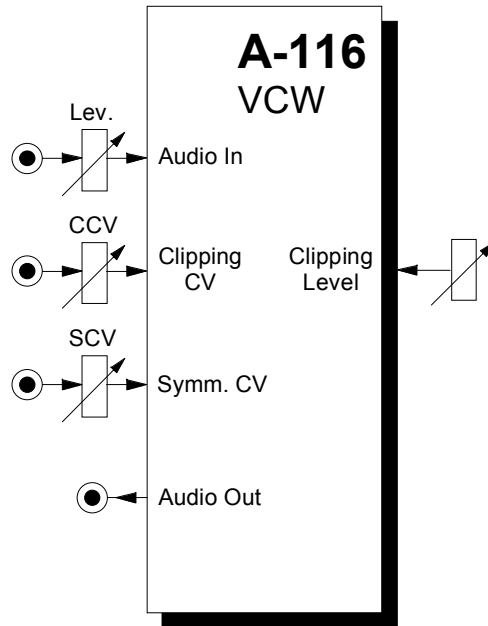 A-116
VCW
Lev.
Audio In
CCV
Clipping
CV
Clipping
Level
SCV
Symm. CV
Audio Out